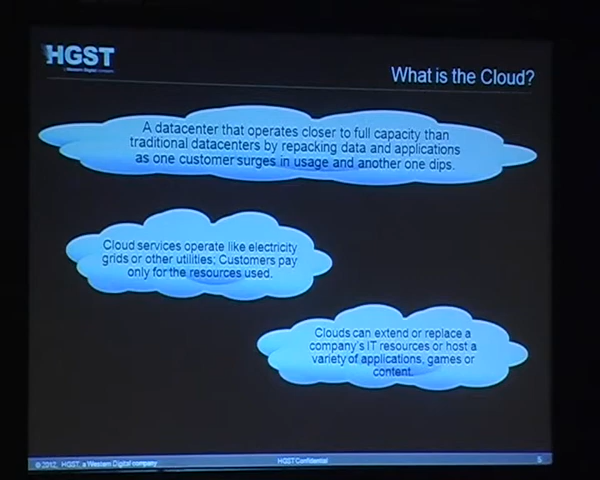 HGST
a Western Digital company
What is the Cloud?
A datacenter that operates closer to full capacity than
traditional datacenters by repacking data and applications
as one customer surges in usage and another one dips.
Cloud services operate like electricity
grids or other utilities; Customers pay
only for the resources used.
Clouds can extend or replace a
company's IT resources or host a
variety of applications, games or
content.
© 2012, HGST, a Western Digital company
HGST Confidential
5